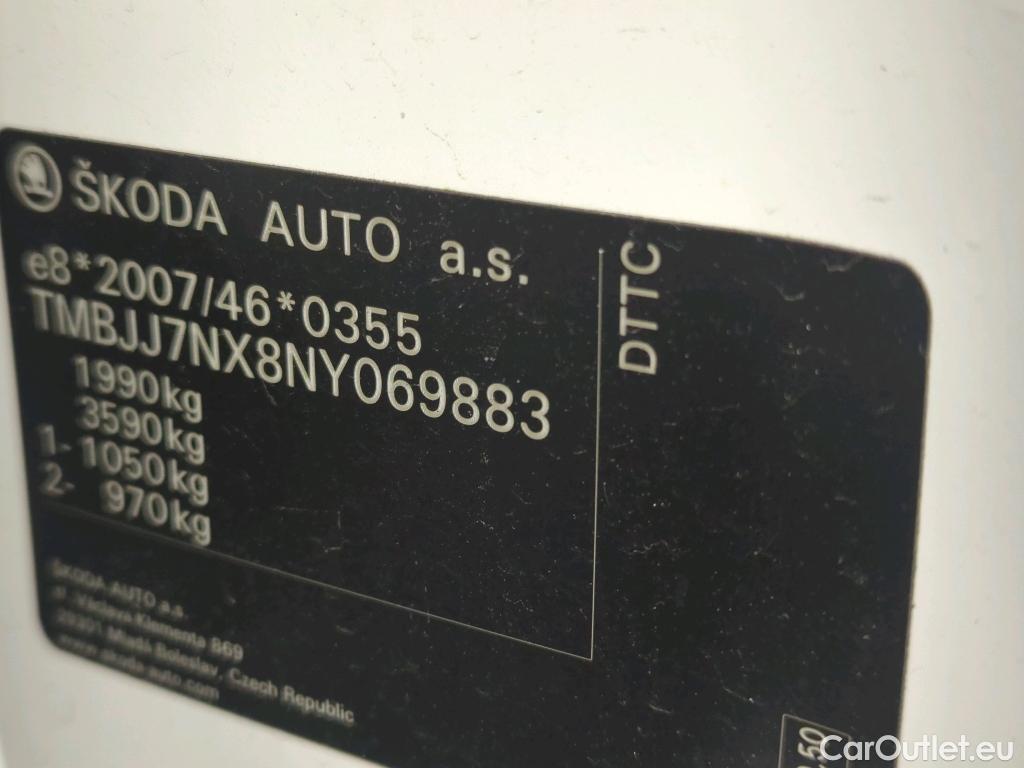 ŠKODA AUTO a.s.
e8*2007/46*0355
TMBJJ7NX8NY069883
1990kg
3590kg
1- 1050kg
2- 970kg
DTTC
ŠKODA AUTO a.s.
tř. Václava Klementa 869
29301 Mladá Boleslav, Czech Republic
www.skoda-auto.com
.50
CarOutlet.eu